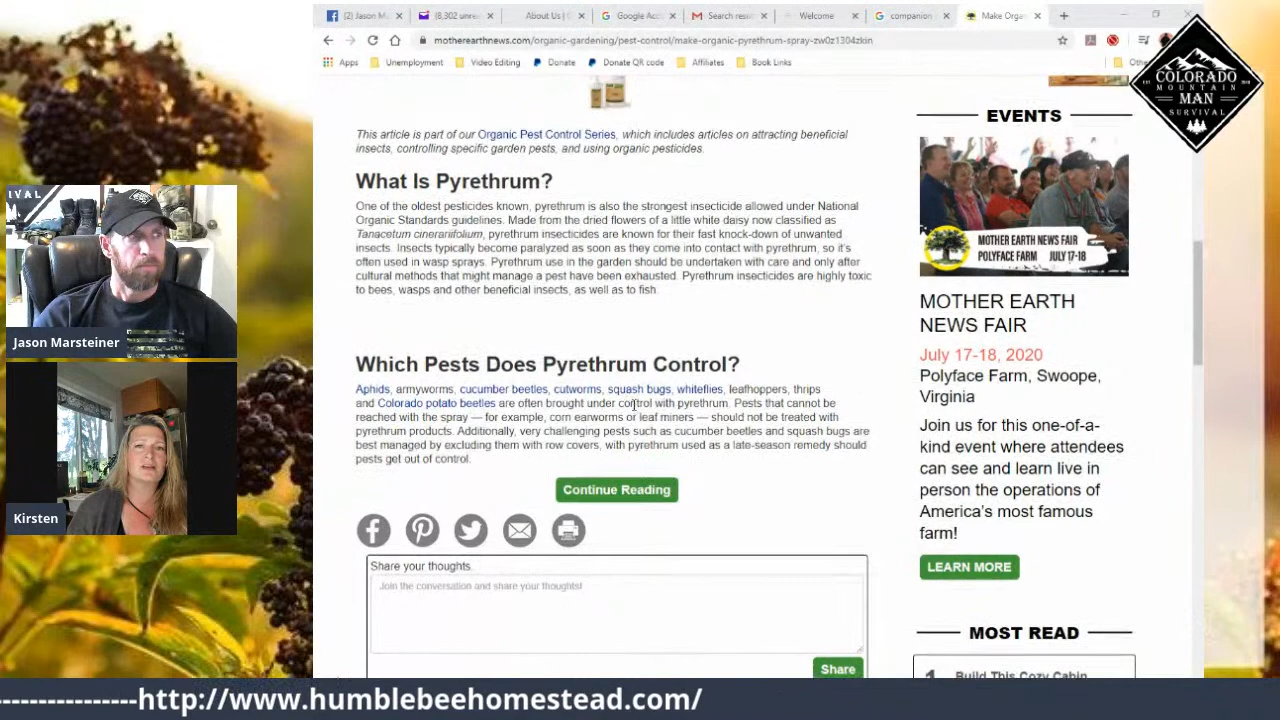 (2) Jason M
(8,302 unre
About Us |
Google Acc
Search resu
Welcome
companion
Make Organ
motherearthnews.com/organic-gardening/pest-control/make-organic-pyrethrum-spray-zw0z1304zkin
Apps
Unemployment
Video Editing
Donate
Donate QR code
Affiliates
Book Links
COLORADO
MOUNTAIN
MAN
SURVIVAL
This article is part of our Organic Pest Control Series, which includes articles on attracting beneficial
insects, controlling specific garden pests, and using organic pesticides.
What Is Pyrethrum?
One of the oldest pesticides known, pyrethrum is also the strongest insecticide allowed under National
Organic Standards guidelines. Made from the dried flowers of a little white daisy now classified as
Tanacetum cinerariifolium, pyrethrum insecticides are known for their fast knock-down of unwanted
insects. Insects typically become paralyzed as soon as they come into contact with pyrethrum, so it's
often used in wasp sprays. Pyrethrum use in the garden should be undertaken with care and only after
cultural methods that might manage a pest have been exhausted. Pyrethrum insecticides are highly toxic
to bees, wasps and other beneficial insects, as well as to fish.
Which Pests Does Pyrethrum Control?
Aphids, armyworms, cucumber beetles, cutworms, squash bugs, whiteflies, leafhoppers, thrips
and Colorado potato beetles are often brought under control with pyrethrum. Pests that cannot be
reached with the spray — for example, corn earworms or leaf miners — should not be treated with
pyrethrum products. Additionally, very challenging pests such as cucumber beetles and squash bugs are
best managed by excluding them with row covers, with pyrethrum used as a late-season remedy should
pests get out of control.
Continue Reading
Share your thoughts
Join the conversation and share your thoughts!
Share
EVENTS
MOTHER EARTH NEWS FAIR
POLYFACE FARM JULY 17-18
MOTHER EARTH
NEWS FAIR
July 17-18, 2020
Polyface Farm, Swoope,
Virginia
Join us for this one-of-a-
kind event where attendees
can see and learn live in
person the operations of
America's most famous
farm!
LEARN MORE
MOST READ
1 Build This Cozy Cabin
IVAL
Jason Marsteiner
Kirsten
---------------http://www.humblebeehomestead.com/